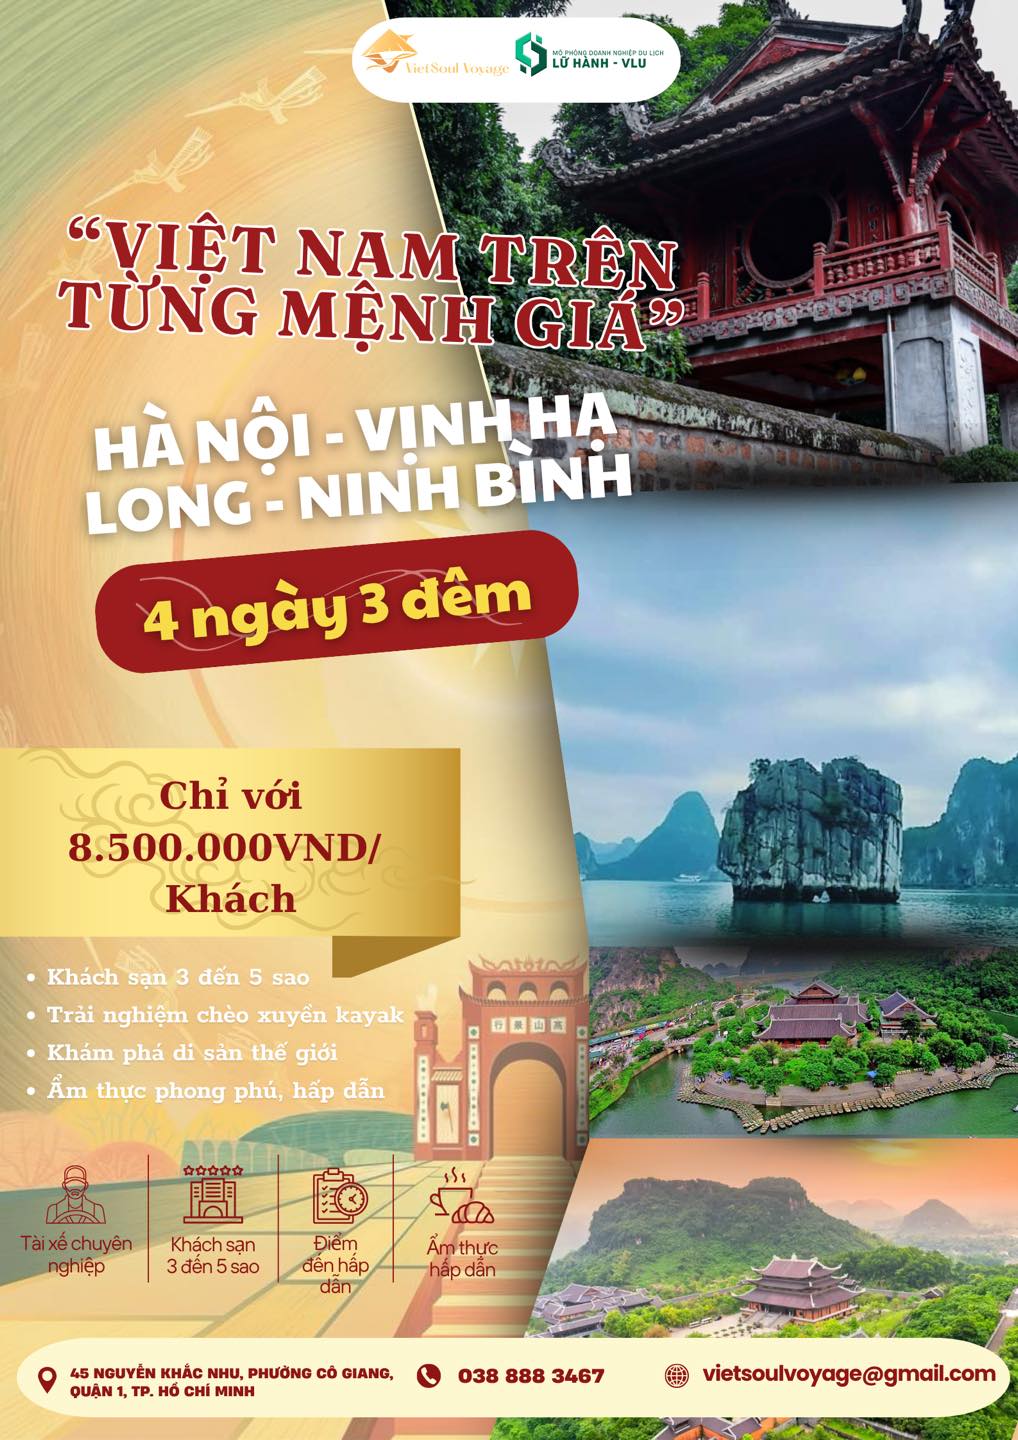 VietSoul Voyage
MÔ PHỎNG DOANH NGHIỆP DU LỊCH
LỮ HÀNH - VLU
“VIỆT NAM TRÊN
TỪNG MỆNH GIÁ”
HÀ NỘI - VỊNH HẠ
LONG - NINH BÌNH
4 ngày 3 đêm
Chỉ với
8.500.000VND/
Khách
• Khách sạn 3 đến 5 sao
• Trải nghiệm chèo xuyền kayak
• Khám phá di sản thế giới
• Ẩm thực phong phú, hấp dẫn
行景山高
Tài xế chuyên
nghiệp
Khách sạn
3 đến 5 sao
Điểm
đến hấp
dẫn
Ẩm thực
hấp dẫn
45 NGUYỄN KHẮC NHU, PHƯỜNG CÔ GIANG,
QUẬN 1, TP. HỒ CHÍ MINH
038 888 3467
vietsoulvoyage@gmail.com